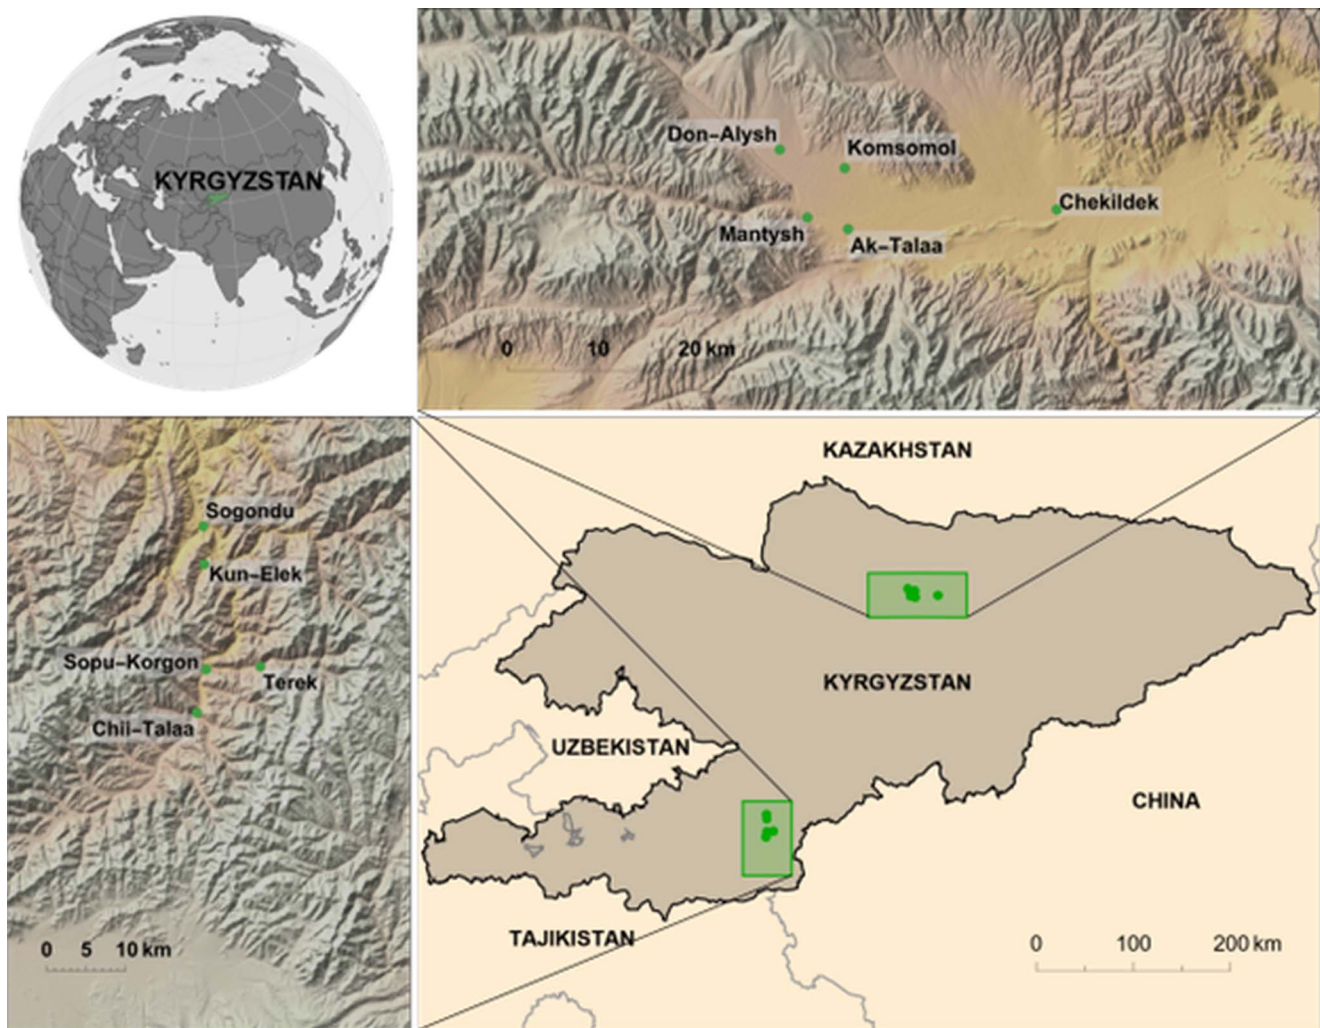 KYRGYZSTAN
Don–Alysh
Komsomol
Chekildek
Mantysh
Ak–Talaa
0 10 20 km
Sogondu
Kun–Elek
Sopu–Korgon
Terek
Chii–Talaa
0 5 10 km
KAZAKHSTAN
KYRGYZSTAN
UZBEKISTAN
CHINA
TAJIKISTAN
0 100 200 km